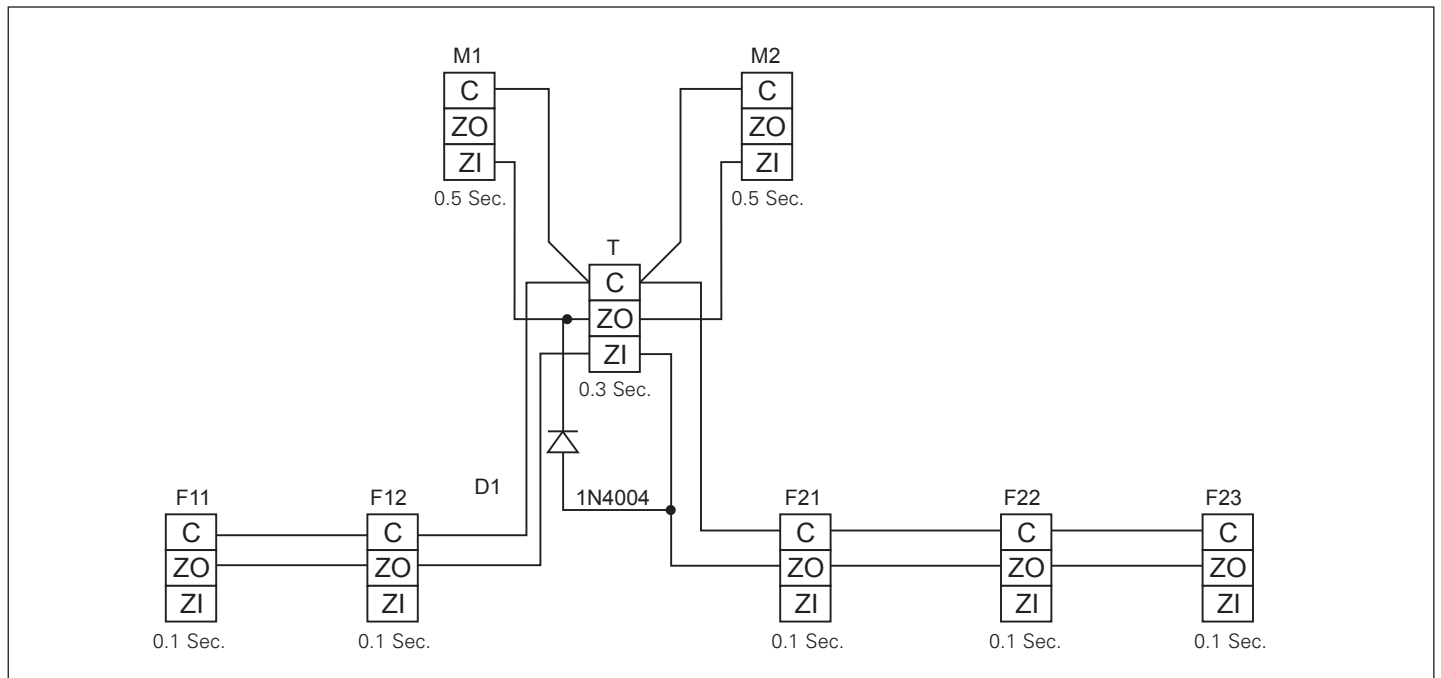 M1 M2
C C
ZO ZO
ZI ZI
0.5 Sec. 0.5 Sec.
T
C
ZO
ZI
0.3 Sec.
D1 1N4004
F11 F12 F21 F22 F23
C C C C C
ZO ZO ZO ZO ZO
ZI ZI ZI ZI ZI
0.1 Sec. 0.1 Sec. 0.1 Sec. 0.1 Sec. 0.1 Sec.